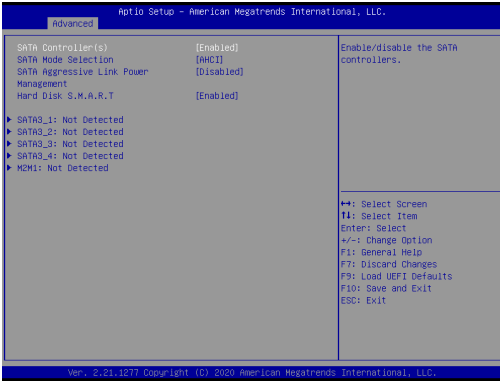 Aptio Setup – American Megatrends International, LLC.
Advanced
SATA Controller(s) [Enabled]
SATA Mode Selection [AHCI]
SATA Aggressive Link Power [Disabled]
Management
Hard Disk S.M.A.R.T [Enabled]
SATA3_1: Not Detected
SATA3_2: Not Detected
SATA3_3: Not Detected
SATA3_4: Not Detected
M2M1: Not Detected
Enable/disable the SATA
controllers.
↔: Select Screen
↑↓: Select Item
Enter: Select
+/-: Change Option
F1: General Help
F7: Discard Changes
F9: Load UEFI Defaults
F10: Save and Exit
ESC: Exit
Ver. 2.21.1277 Copyright (C) 2020 American Megatrends International, LLC.